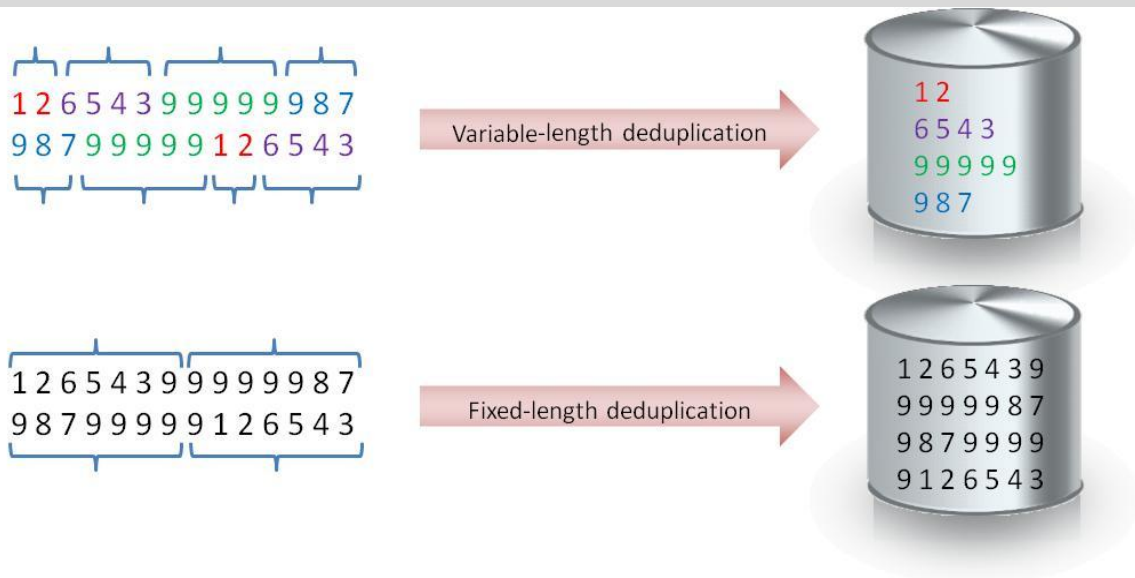 1 2 6 5 4 3 9 9 9 9 9 9 8 7
9 8 7 9 9 9 9 9 1 2 6 5 4 3
Variable-length deduplication
1 2
6 5 4 3
9 9 9 9 9
9 8 7
1 2 6 5 4 3 9 9 9 9 9 9 8 7
9 8 7 9 9 9 9 9 1 2 6 5 4 3
Fixed-length deduplication
1 2 6 5 4 3 9
9 9 9 9 9 8 7
9 8 7 9 9 9 9
9 1 2 6 5 4 3